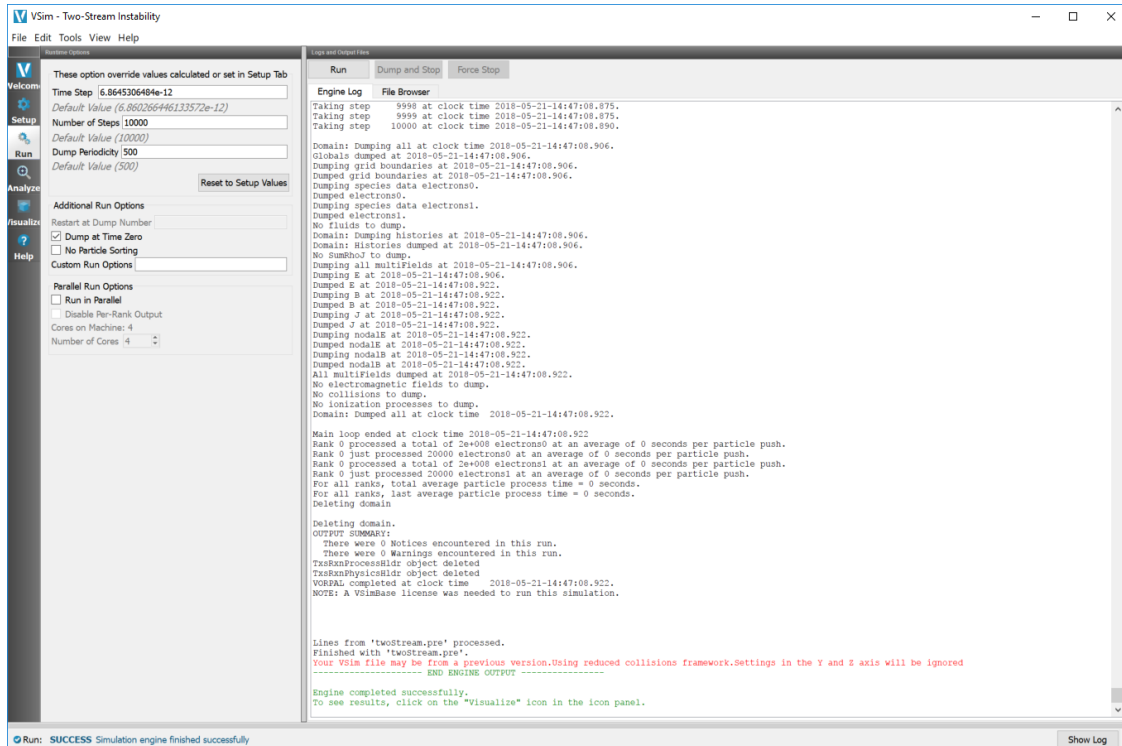 VSim - Two-Stream Instability
File Edit Tools View Help
Runtime Options
Logs and Output Files
Welcom
Setup
Run
Analyze
Visualize
Help
These option override values calculated or set in Setup Tab
Time Step 6.8645306484e-12
Default Value (6.860266446133572e-12)
Number of Steps 10000
Default Value (10000)
Dump Periodicity 500
Default Value (500)
Reset to Setup Values
Additional Run Options
Restart at Dump Number
Dump at Time Zero
No Particle Sorting
Custom Run Options
Parallel Run Options
Run in Parallel
Disable Per-Rank Output
Cores on Machine: 4
Number of Cores 4
Run Dump and Stop Force Stop
Engine Log File Browser
Taking step 9998 at clock time 2018-05-21-14:47:08.875.
Taking step 9999 at clock time 2018-05-21-14:47:08.875.
Taking step 10000 at clock time 2018-05-21-14:47:08.890.
Domain: Dumping all at clock time 2018-05-21-14:47:08.906.
Globals dumped at 2018-05-21-14:47:08.906.
Dumping grid boundaries at 2018-05-21-14:47:08.906.
Dumped grid boundaries at 2018-05-21-14:47:08.906.
Dumping species data electrons0.
Dumped electrons0.
Dumping species data electrons1.
Dumped electrons1.
No fluids to dump.
Domain: Dumping histories at 2018-05-21-14:47:08.906.
Domain: Histories dumped at 2018-05-21-14:47:08.906.
No SumRhoJ to dump.
Dumping all multiFields at 2018-05-21-14:47:08.906.
Dumping E at 2018-05-21-14:47:08.906.
Dumped E at 2018-05-21-14:47:08.922.
Dumping B at 2018-05-21-14:47:08.922.
Dumped B at 2018-05-21-14:47:08.922.
Dumping J at 2018-05-21-14:47:08.922.
Dumped J at 2018-05-21-14:47:08.922.
Dumping nodalE at 2018-05-21-14:47:08.922.
Dumped nodalE at 2018-05-21-14:47:08.922.
Dumping nodalB at 2018-05-21-14:47:08.922.
Dumped nodalB at 2018-05-21-14:47:08.922.
All multiFields dumped at 2018-05-21-14:47:08.922.
No electromagnetic fields to dump.
No collisions to dump.
No ionization processes to dump.
Domain: Dumped all at clock time 2018-05-21-14:47:08.922.
Main loop ended at clock time 2018-05-21-14:47:08.922
Rank 0 processed a total of 2e+008 electrons0 at an average of 0 seconds per particle push.
Rank 0 just processed 20000 electrons0 at an average of 0 seconds per particle push.
Rank 0 processed a total of 2e+008 electrons1 at an average of 0 seconds per particle push.
Rank 0 just processed 20000 electrons1 at an average of 0 seconds per particle push.
For all ranks, total average particle process time = 0 seconds.
For all ranks, last average particle process time = 0 seconds.
Deleting domain
Deleting domain.
OUTPUT SUMMARY:
There were 0 Notices encountered in this run.
There were 0 Warnings encountered in this run.
TxsRxnProcessHldr object deleted
TxsRxnPhysicsHldr object deleted
VORPAL completed at clock time 2018-05-21-14:47:08.922.
NOTE: A VSimBase license was needed to run this simulation.
Lines from 'twoStream.pre' processed.
Finished with 'twoStream.pre'.
Your VSim file may be from a previous version.Using reduced collisions framework.Settings in the Y and Z axis will be ignored
--------------------- END ENGINE OUTPUT ----------------
Engine completed successfully.
To see results, click on the "Visualize" icon in the icon panel.
Run: SUCCESS Simulation engine finished successfully
Show Log